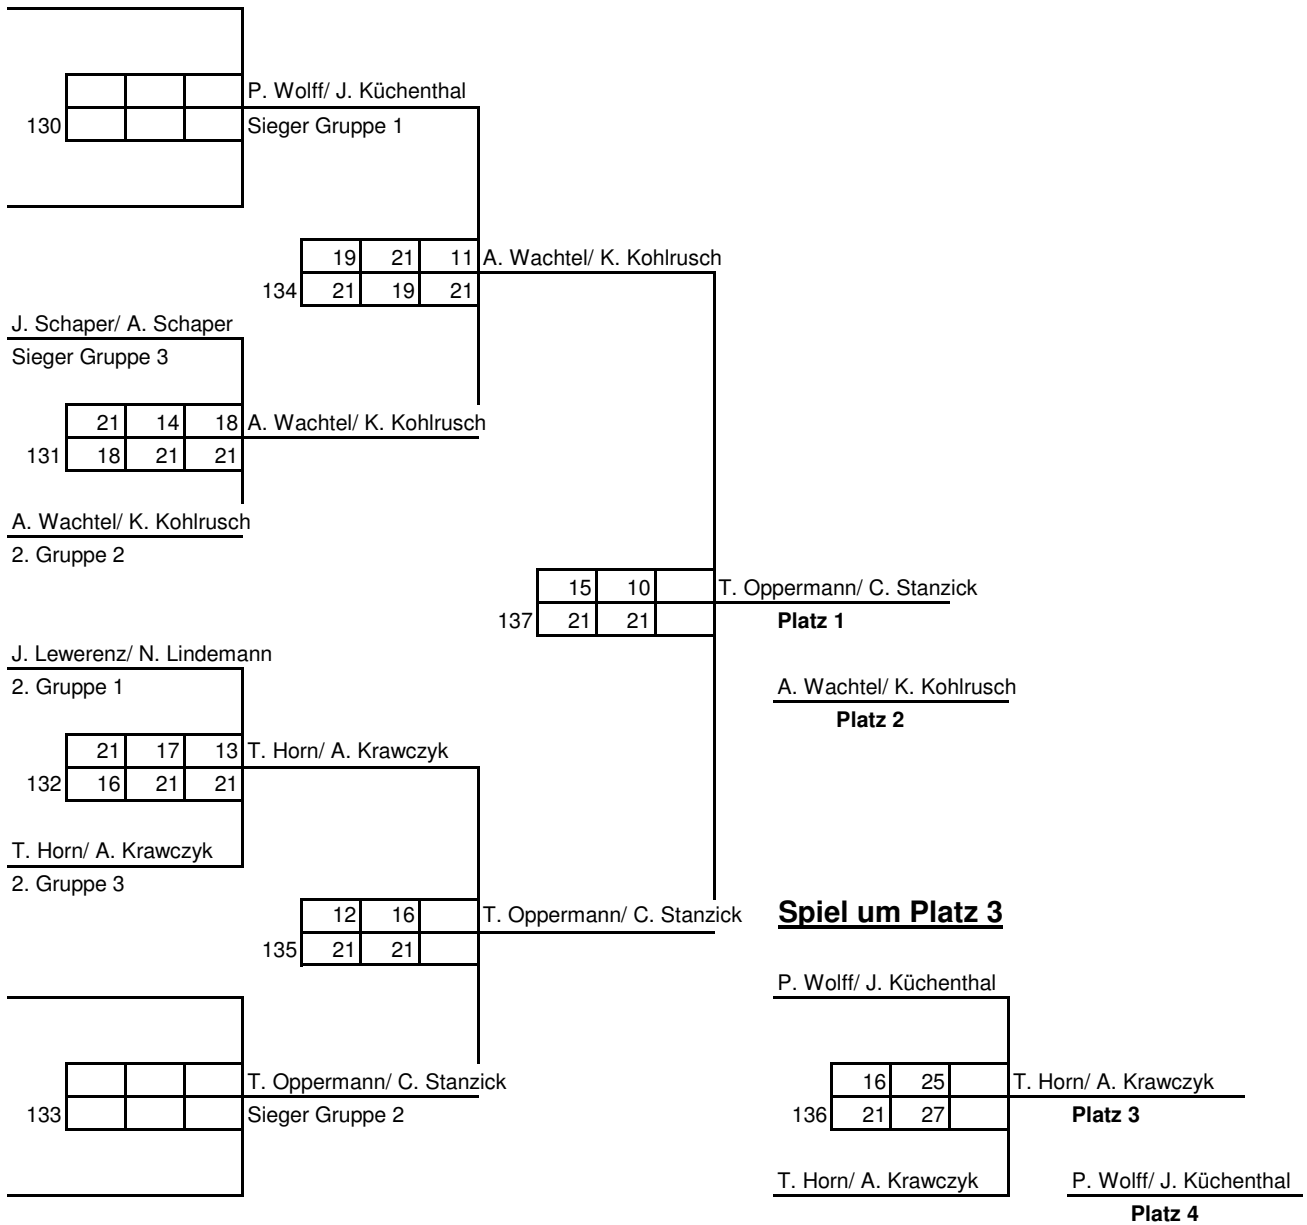 P. Wolff/ J. Küchenthal
130 Sieger Gruppe 1
19 21 11 A. Wachtel/ K. Kohlrusch
134 21 19 21
J. Schaper/ A. Schaper
Sieger Gruppe 3
21 14 18 A. Wachtel/ K. Kohlrusch
131 18 21 21
A. Wachtel/ K. Kohlrusch
2. Gruppe 2
15 10 T. Oppermann/ C. Stanzick
137 21 21 Platz 1
J. Lewerenz/ N. Lindemann
2. Gruppe 1 A. Wachtel/ K. Kohlrusch
Platz 2
21 17 13 T. Horn/ A. Krawczyk
132 16 21 21
T. Horn/ A. Krawczyk
2. Gruppe 3
12 16 T. Oppermann/ C. Stanzick Spiel um Platz 3
135 21 21
P. Wolff/ J. Küchenthal
T. Oppermann/ C. Stanzick 16 25 T. Horn/ A. Krawczyk
133 Sieger Gruppe 2 136 21 27 Platz 3
T. Horn/ A. Krawczyk P. Wolff/ J. Küchenthal
Platz 4